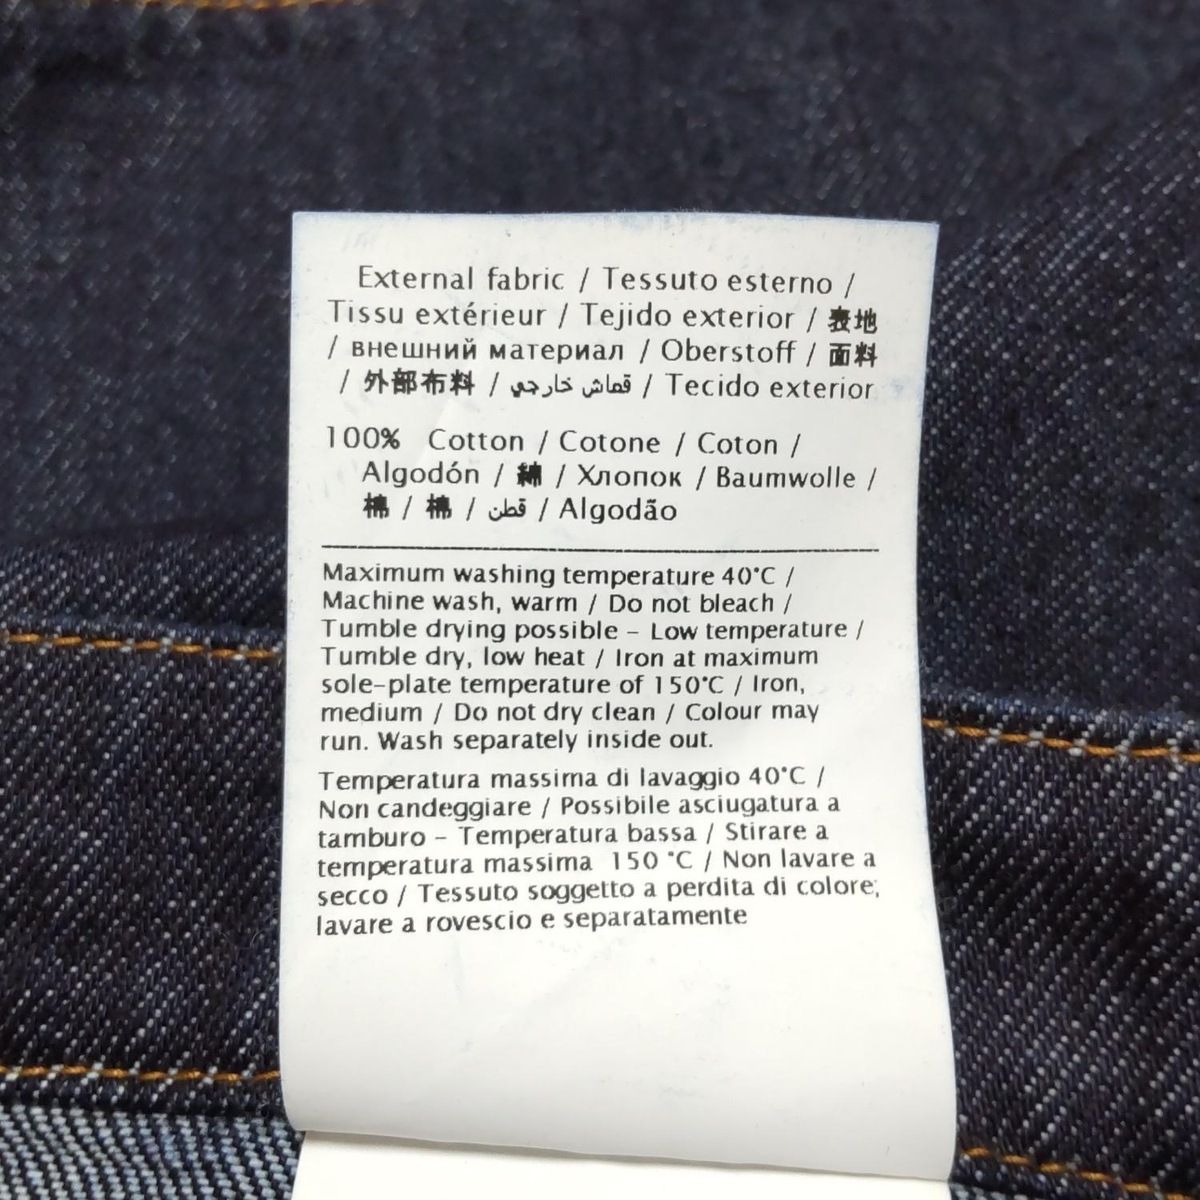 External fabric / Tessuto esterno /
Tissu extérieur / Tejido exterior / 表地
/ внешний материал / Oberstoff / 面料
/ 外部布料 / قماش خارجي / Tecido exterior
100% Cotton / Cotone / Coton /
Algodón / 綿 / Хлопок / Baumwolle /
棉 / 棉 / قطن / Algodão
Maximum washing temperature 40°C /
Machine wash, warm / Do not bleach /
Tumble drying possible – Low temperature /
Tumble dry, low heat / Iron at maximum
sole-plate temperature of 150°C / Iron,
medium / Do not dry clean / Colour may
run. Wash separately inside out.
Temperatura massima di lavaggio 40°C /
Non candeggiare / Possibile asciugatura a
tamburo – Temperatura bassa / Stirare a
temperatura massima 150 °C / Non lavare a
secco / Tessuto soggetto a perdita di colore;
lavare a rovescio e separatamente